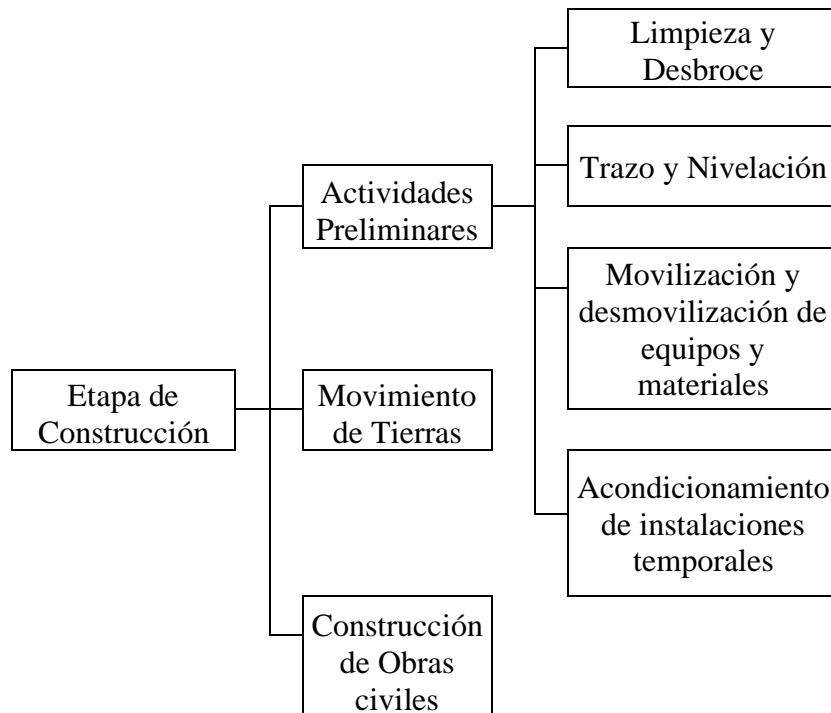 Etapa de
Construcción
Actividades
Preliminares
Limpieza y
Desbroce
Trazo y Nivelación
Movilización y
desmovilización de
equipos y
materiales
Acondicionamiento
de instalaciones
temporales
Movimiento
de Tierras
Construcción
de Obras
civiles